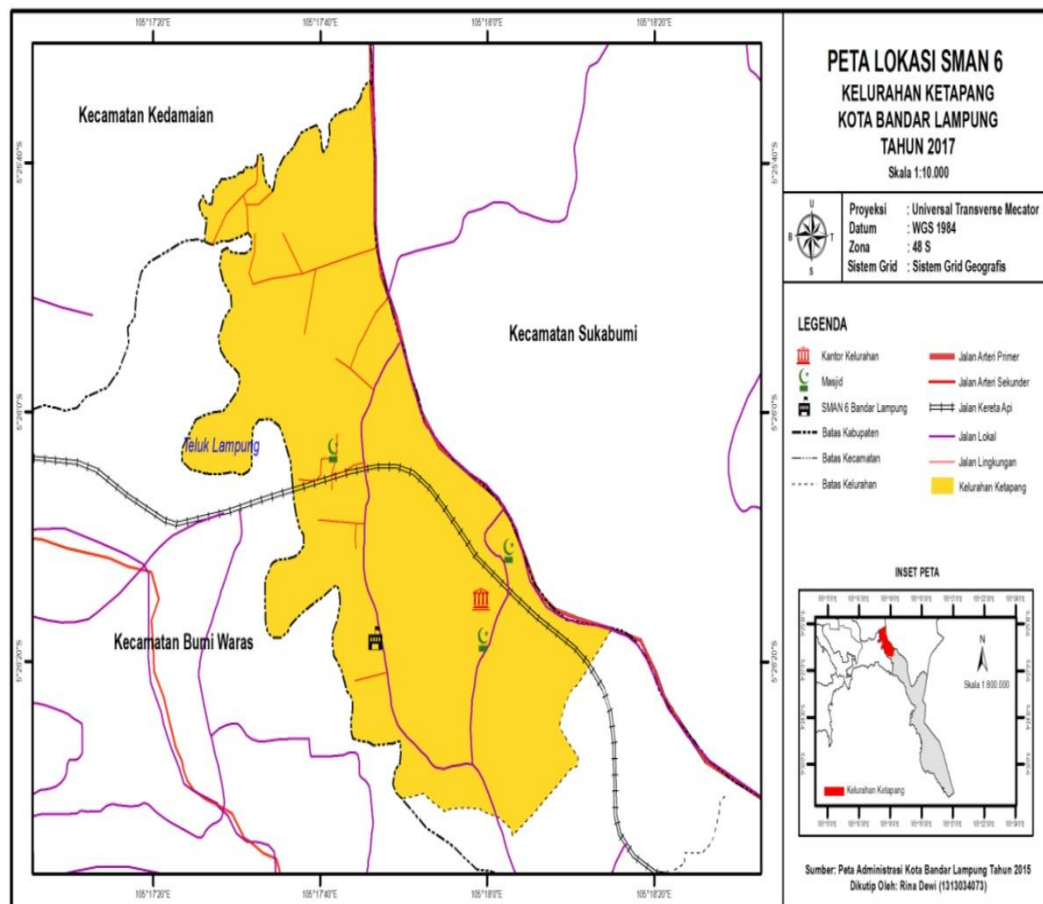 105°17'20"E 105°17'40"E 105°18'0"E 105°18'20"E
Kecamatan Kedamaian
Kecamatan Sukabumi
Teluk Lampung
Kecamatan Bumi Waras
5°25'40"S
5°26'0"S
5°26'20"S
5°25'40"S
5°26'0"S
5°26'20"S
105°17'20"E 105°17'40"E 105°18'0"E 105°18'20"E
PETA LOKASI SMAN 6
KELURAHAN KETAPANG
KOTA BANDAR LAMPUNG
TAHUN 2017
Skala 1:10.000
U
B T
S
Proyeksi : Universal Transverse Mecator
Datum : WGS 1984
Zona : 48 S
Sistem Grid : Sistem Grid Geografis
LEGENDA
Kantor Kelurahan
Masjid
SMAN 6 Bandar Lampung
Batas Kabupaten
Batas Kecamatan
Batas Kelurahan
Jalan Arteri Primer
Jalan Arteri Sekunder
Jalan Kereta Api
Jalan Lokal
Jalan Lingkungan
Kelurahan Ketapang
INSET PETA
N
Skala 1:800.000
Kelurahan Ketapang
Sumber: Peta Administrasi Kota Bandar Lampung Tahun 2015
Dikutip Oleh: Rina Dewi (1313034073)